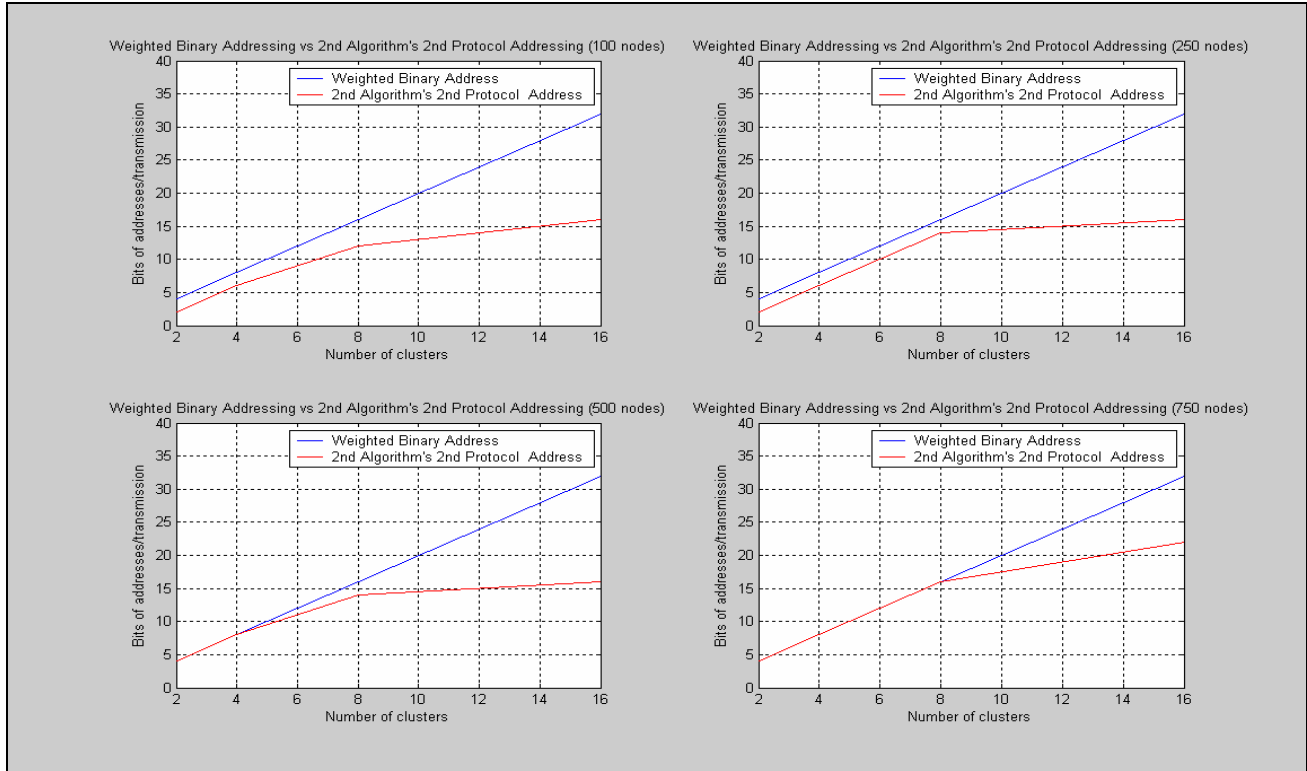 Weighted Binary Addressing vs 2nd Algorithm's 2nd Protocol Addressing (100 nodes)
40
35
30
25
20
15
10
5
0
Bits of addresses/transmission
Weighted Binary Address
2nd Algorithm's 2nd Protocol Address
2 4 6 8 10 12 14 16
Number of clusters
Weighted Binary Addressing vs 2nd Algorithm's 2nd Protocol Addressing (250 nodes)
40
35
30
25
20
15
10
5
0
Bits of addresses/transmission
Weighted Binary Address
2nd Algorithm's 2nd Protocol Address
2 4 6 8 10 12 14 16
Number of clusters
Weighted Binary Addressing vs 2nd Algorithm's 2nd Protocol Addressing (500 nodes)
40
35
30
25
20
15
10
5
0
Bits of addresses/transmission
Weighted Binary Address
2nd Algorithm's 2nd Protocol Address
2 4 6 8 10 12 14 16
Number of clusters
Weighted Binary Addressing vs 2nd Algorithm's 2nd Protocol Addressing (750 nodes)
40
35
30
25
20
15
10
5
0
Bits of addresses/transmission
Weighted Binary Address
2nd Algorithm's 2nd Protocol Address
2 4 6 8 10 12 14 16
Number of clusters